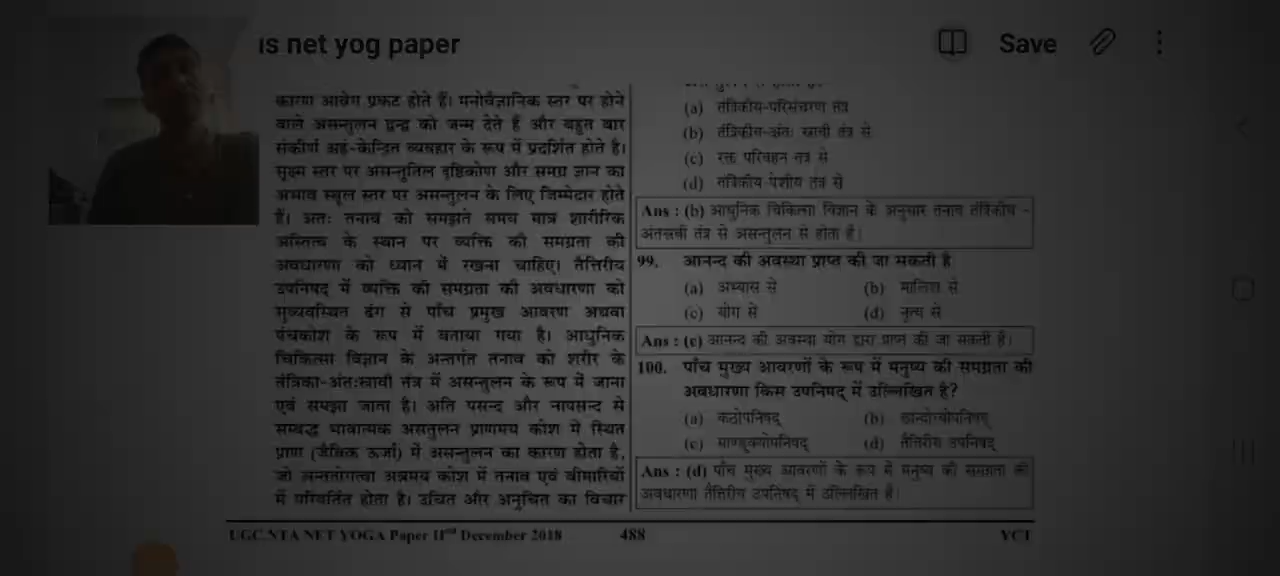 is net yog paper
Save
कारण आवेग प्रकट होते हैं। मनोवैज्ञानिक स्तर पर होने
वाले असन्तुलन द्वन्द्व को जन्म देते हैं और बहुत बार
संकीर्ण अहं-केन्द्रित व्यवहार के रूप में प्रदर्शित होते है।
सूक्ष्म स्तर पर असन्तुलित दृष्टिकोण और समग्र ज्ञान का
अभाव स्थूल स्तर पर असन्तुलन के लिए जिम्मेदार होते
हैं। अतः तनाव को समझते समय मात्र शारीरिक
अस्तित्व के स्थान पर व्यक्ति की समग्रता की
अवधारणा को ध्यान में रखना चाहिए। तैत्तिरीय
उपनिषद् में व्यक्ति की समग्रता की अवधारणा को
सुव्यवस्थित ढंग से पाँच प्रमुख आवरण अथवा
पंचकोश के रूप में बताया गया है। आधुनिक
चिकित्सा विज्ञान के अन्तर्गत तनाव को शरीर के
तंत्रिका-अंतःस्रावी तंत्र में असन्तुलन के रूप में जाना
एवं समझा जाता है। अति पसन्द और नापसन्द से
सम्बद्ध भावात्मक असंतुलन प्राणमय कोश में स्थित
प्राण (जैविक ऊर्जा) में असन्तुलन का कारण होता है,
जो अन्ततोगत्वा अन्नमय कोश में तनाव एवं बीमारियों
में परिवर्तित होता है। उचित और अनुचित का विचार
(a) तंत्रिकीय-परिसंचरण तंत्र
(b) तंत्रिकीय-अंतः स्रावी तंत्र से
(c) रक्त परिवहन तंत्र से
(d) तंत्रिकीय पेशीय तंत्र से
Ans : (b) आधुनिक चिकित्सा विज्ञान के अनुसार तनाव तंत्रिकीय -
अंतस्रवी तंत्र से असन्तुलन से होता है।
99. आनन्द की अवस्था प्राप्त की जा सकती है
(a) अभ्यास से (b) मालिश से
(c) योग से (d) नृत्य से
Ans : (c) आनन्द की अवस्था योग द्वारा प्राप्त की जा सकती है।
100. पाँच मुख्य आवरणों के रूप में मनुष्य की समग्रता की
अवधारणा किस उपनिषद् में उल्लिखित है?
(a) कठोपनिषद् (b) छान्दोग्योपनिषद्
(c) माण्डूक्योपनिषद् (d) तैत्तिरीय उपनिषद्
Ans : (d) पाँच मुख्य आवरणों के रूप में मनुष्य की समग्रता की
अवधारणा तैत्तिरीय उपनिषद् में उल्लिखित है।
UGC NTA NET YOGA Paper IInd December 2018 488 YCT